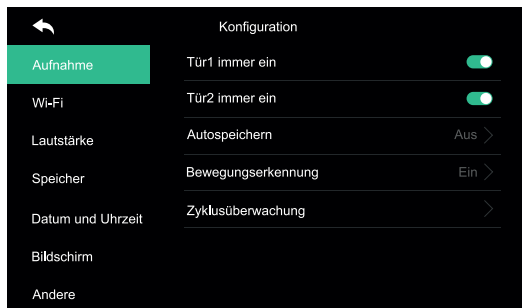 Konfiguration
Aufnahme
Wi-Fi
Lautstärke
Speicher
Datum und Uhrzeit
Bildschirm
Andere
Tür1 immer ein
Tür2 immer ein
Autospeichern Aus
Bewegungserkennung Ein
Zyklusüberwachung